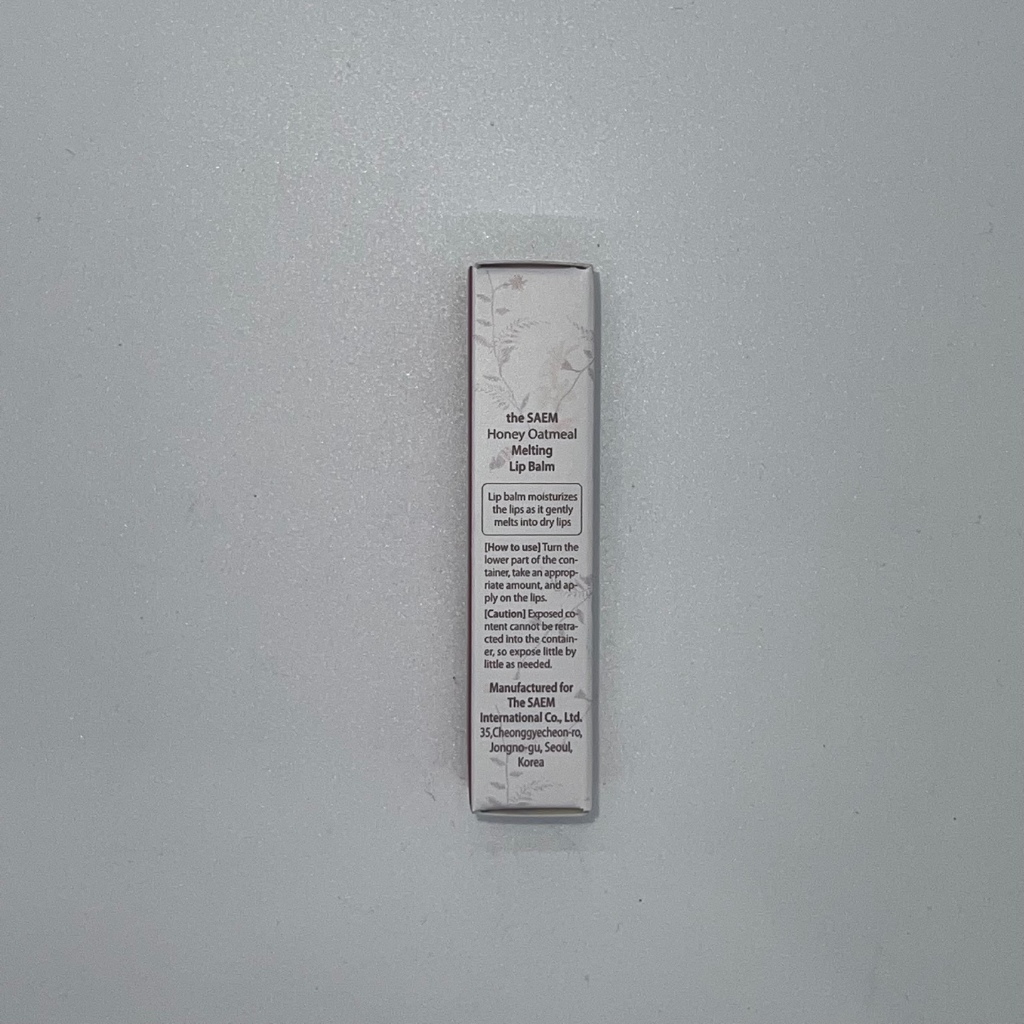 the SAEM
Honey Oatmeal
Melting
Lip Balm
Lip balm moisturizes
the lips as it gently
melts into dry lips
[How to use] Turn the
lower part of the con-
tainer, take an approp-
riate amount, and ap-
ply on the lips.
[Caution] Exposed co-
ntent cannot be retra-
cted into the contain-
er, so expose little by
little as needed.
Manufactured for
The SAEM
International Co., Ltd.
35,Cheonggyecheon-ro,
Jongno-gu, Seoul,
Korea